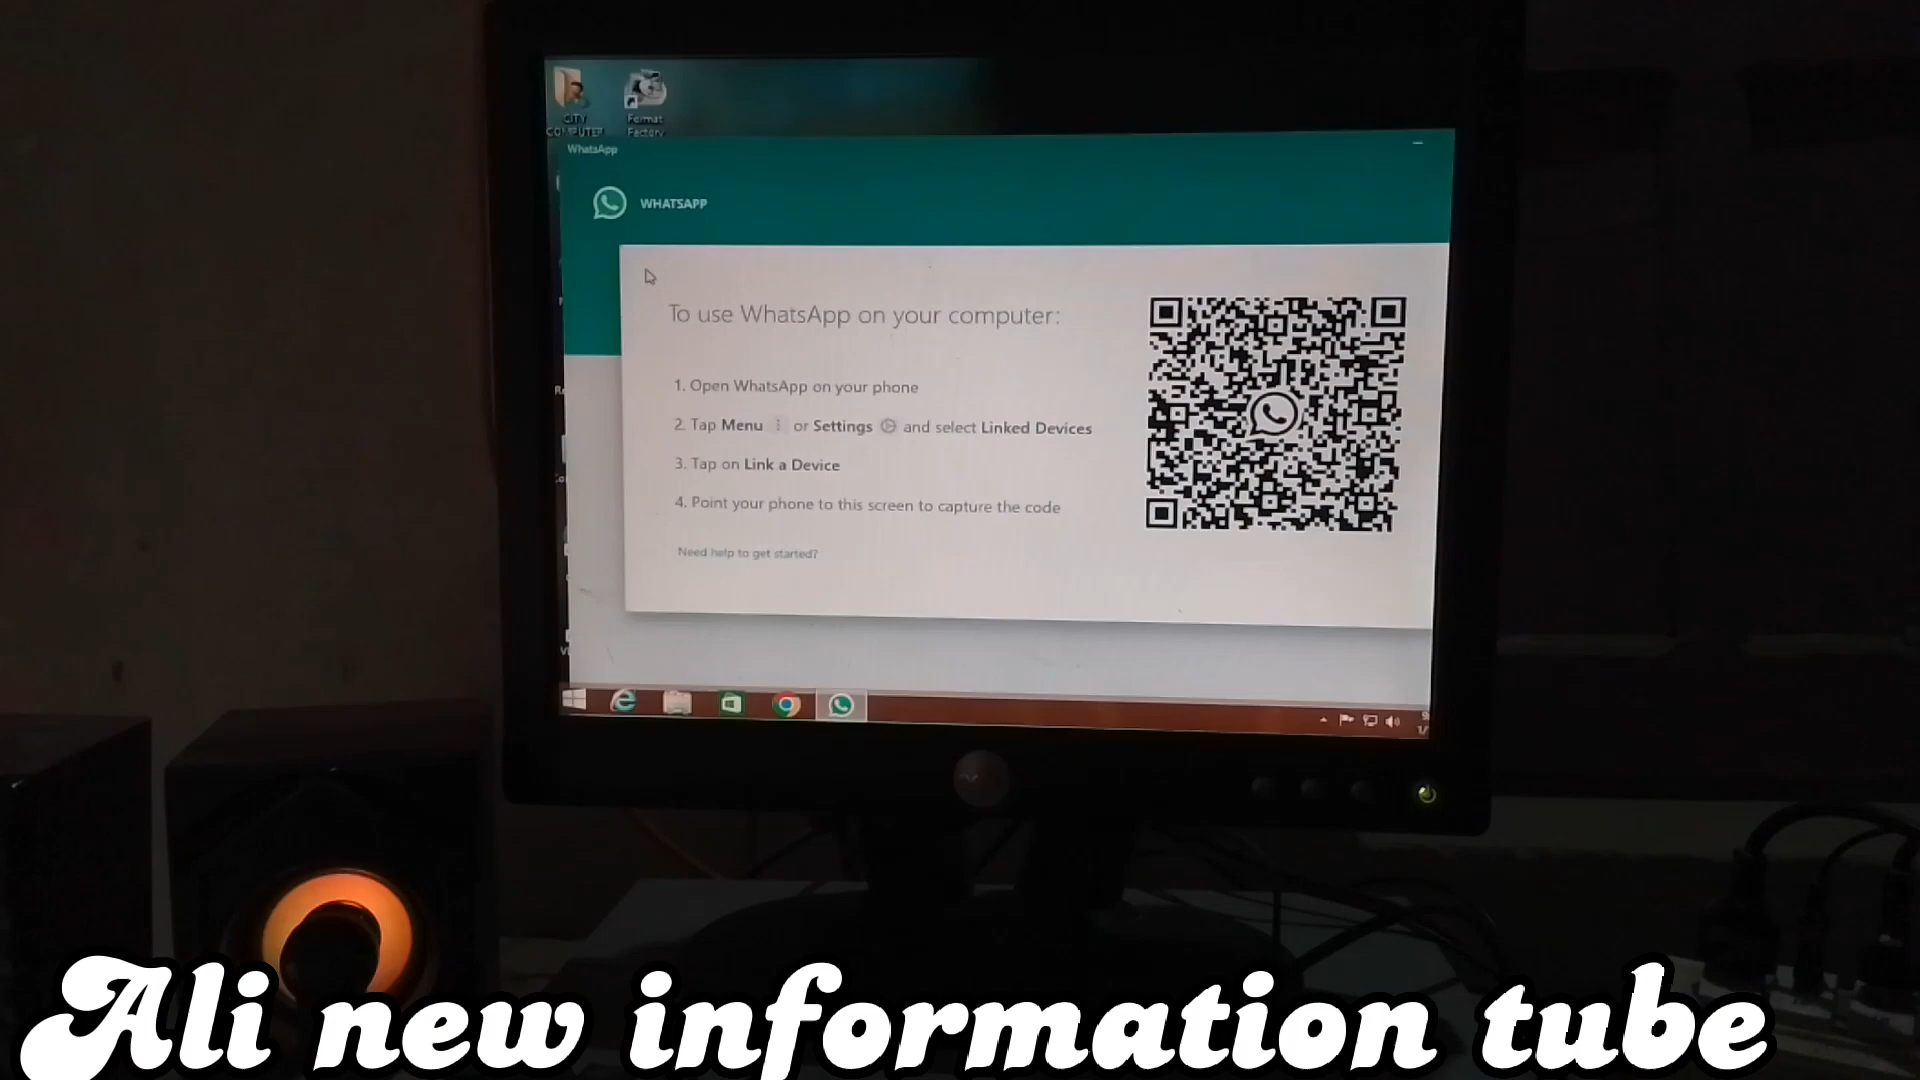 CITY
COMPUTER
Format
Factory
WhatsApp
WHATSAPP
To use WhatsApp on your computer:
1. Open WhatsApp on your phone
2. Tap Menu or Settings and select Linked Devices
3. Tap on Link a Device
4. Point your phone to this screen to capture the code
Need help to get started?
Ali new information tube